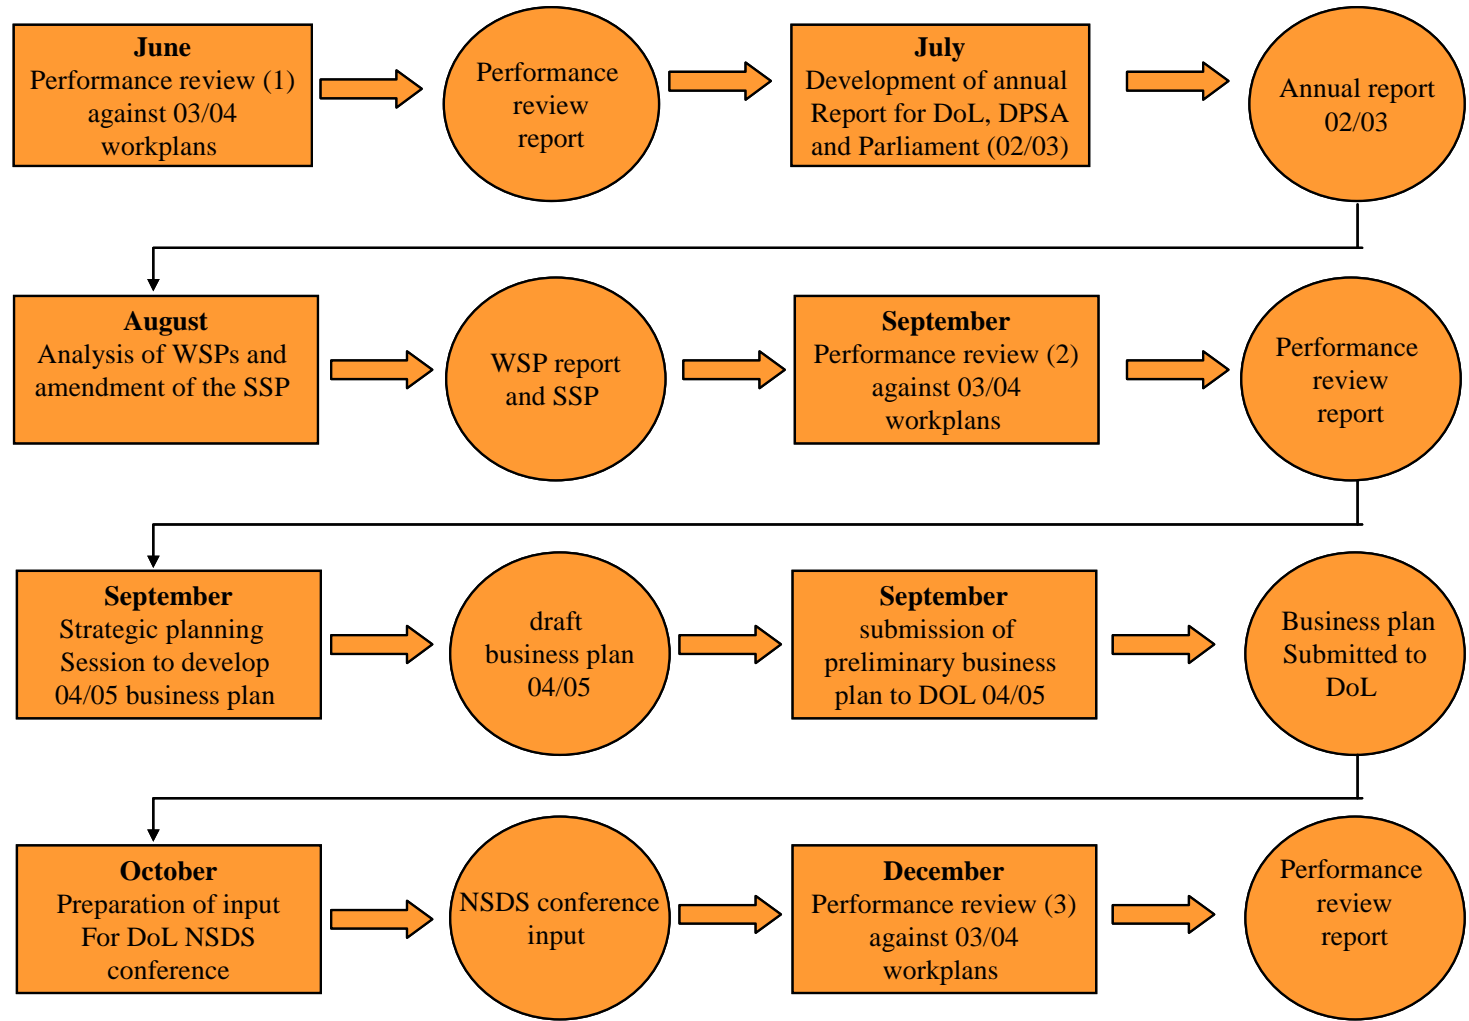 June
Performance review (1)
against 03/04
workplans
Performance
review
report
July
Development of annual
Report for DoL, DPSA
and Parliament (02/03)
Annual report
02/03
August
Analysis of WSPs and
amendment of the SSP
WSP report
and SSP
September
Performance review (2)
against 03/04
workplans
Performance
review
report
September
Strategic planning
Session to develop
04/05 business plan
draft
business plan
04/05
September
submission of
preliminary business
plan to DOL 04/05
Business plan
Submitted to
DoL
October
Preparation of input
For DoL NSDS
conference
NSDS conference
input
December
Performance review (3)
against 03/04
workplans
Performance
review
report